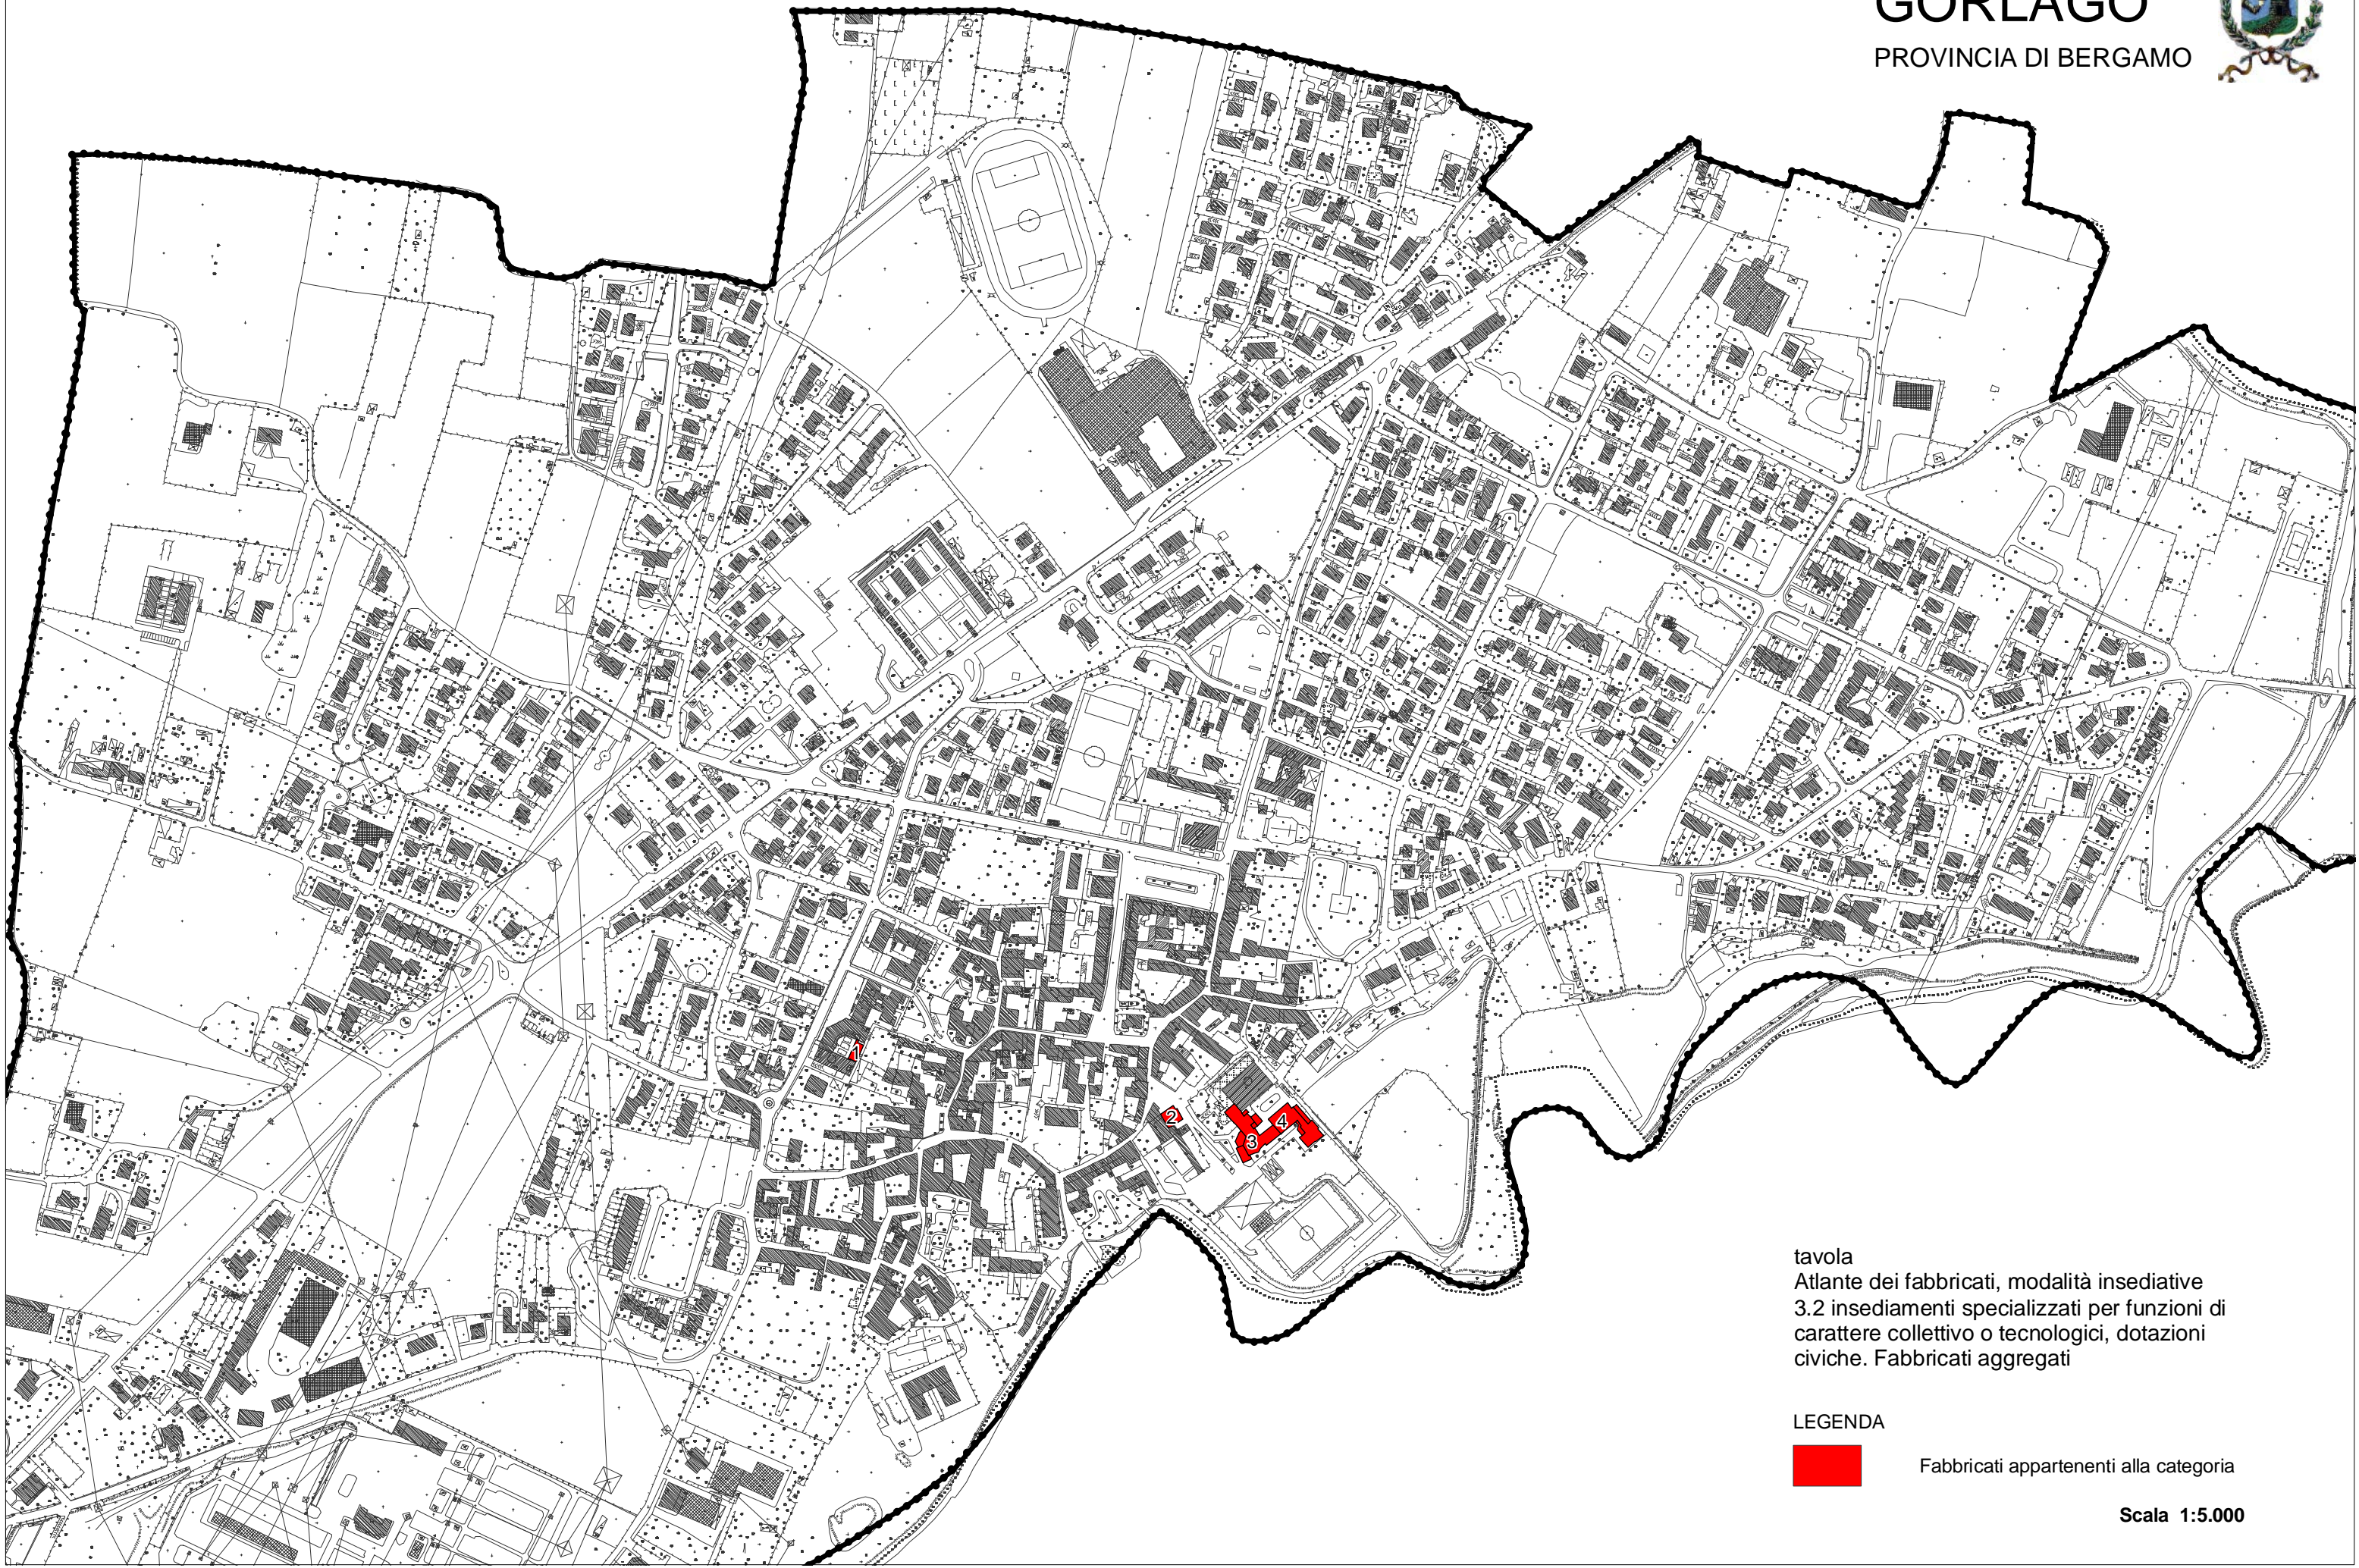 GORLAGO
PROVINCIA DI BERGAMO
1
2
4
3
tavola
Atlante dei fabbricati, modalità insediative
3.2 insediamenti specializzati per funzioni di
carattere collettivo o tecnologici, dotazioni
civiche. Fabbricati aggregati
LEGENDA
Fabbricati appartenenti alla categoria
Scala 1:5.000